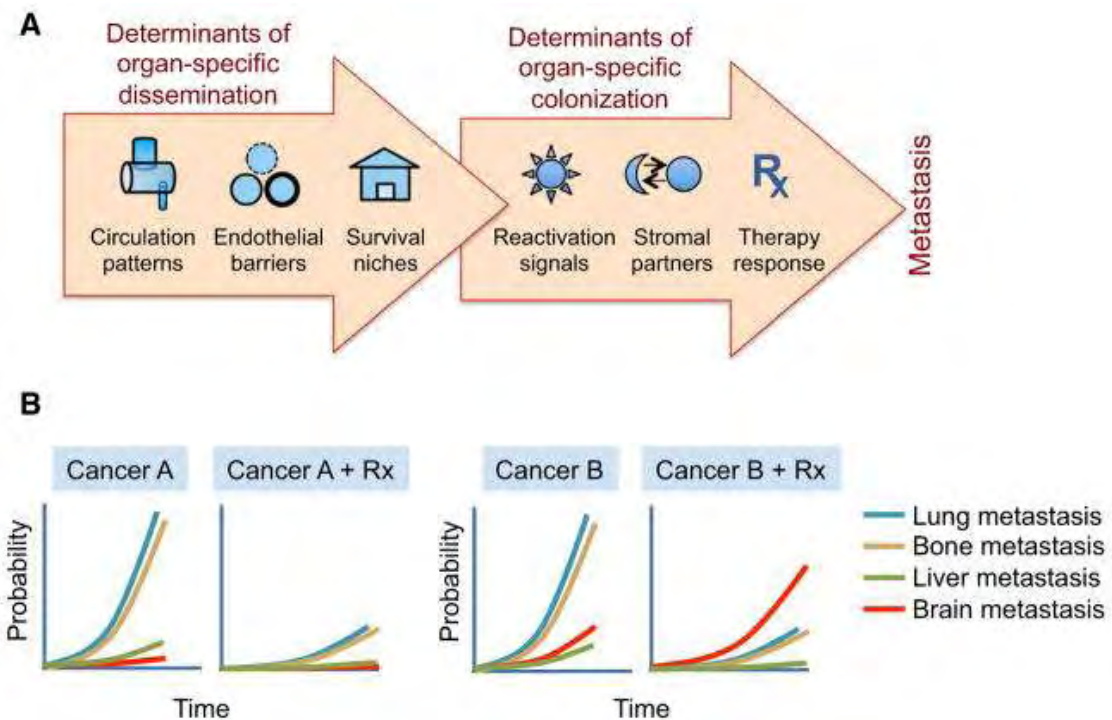 A
Determinants of
organ-specific
dissemination
Determinants of
organ-specific
colonization
Circulation
patterns
Endothelial
barriers
Survival
niches
Reactivation
signals
Stromal
partners
Rx
Therapy
response
Metastasis
B
Cancer A
Cancer A + Rx
Cancer B
Cancer B + Rx
Probability
Time
Probability
Time
Lung metastasis
Bone metastasis
Liver metastasis
Brain metastasis